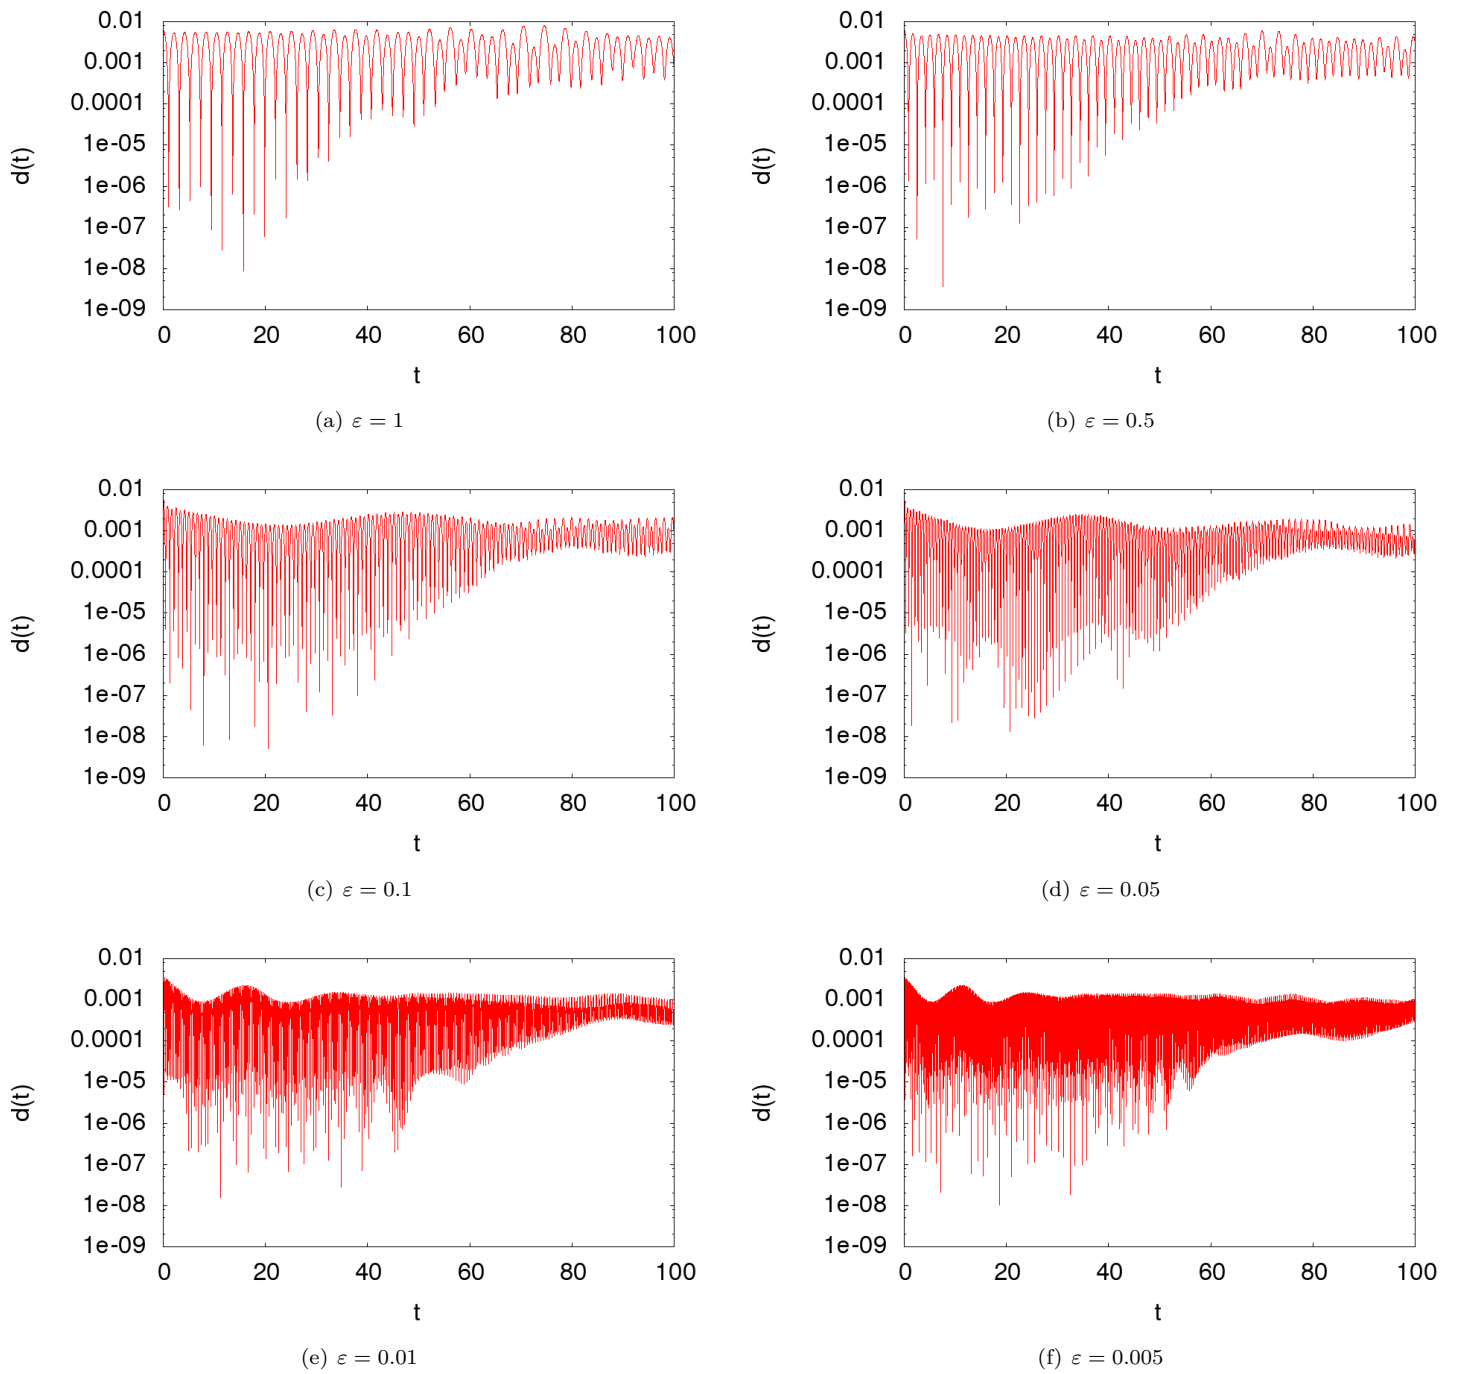 0.01
0.001
0.0001
1e-05
1e-06
1e-07
1e-08
1e-09
d(t)
0 20 40 60 80 100
t
(a) ε = 1
0.01
0.001
0.0001
1e-05
1e-06
1e-07
1e-08
1e-09
d(t)
0 20 40 60 80 100
t
(b) ε = 0.5
0.01
0.001
0.0001
1e-05
1e-06
1e-07
1e-08
1e-09
d(t)
0 20 40 60 80 100
t
(c) ε = 0.1
0.01
0.001
0.0001
1e-05
1e-06
1e-07
1e-08
1e-09
d(t)
0 20 40 60 80 100
t
(d) ε = 0.05
0.01
0.001
0.0001
1e-05
1e-06
1e-07
1e-08
1e-09
d(t)
0 20 40 60 80 100
t
(e) ε = 0.01
0.01
0.001
0.0001
1e-05
1e-06
1e-07
1e-08
1e-09
d(t)
0 20 40 60 80 100
t
(f) ε = 0.005